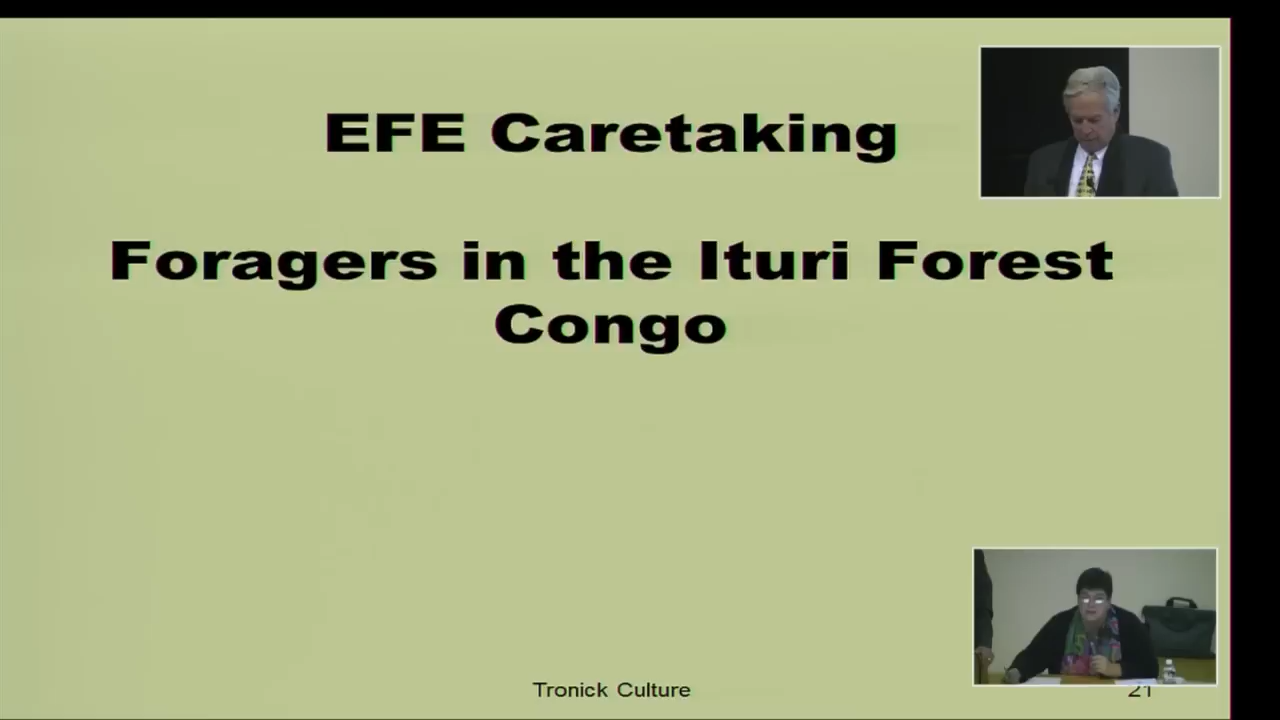 EFE Caretaking
Foragers in the Ituri Forest
Congo
Tronick Culture
21